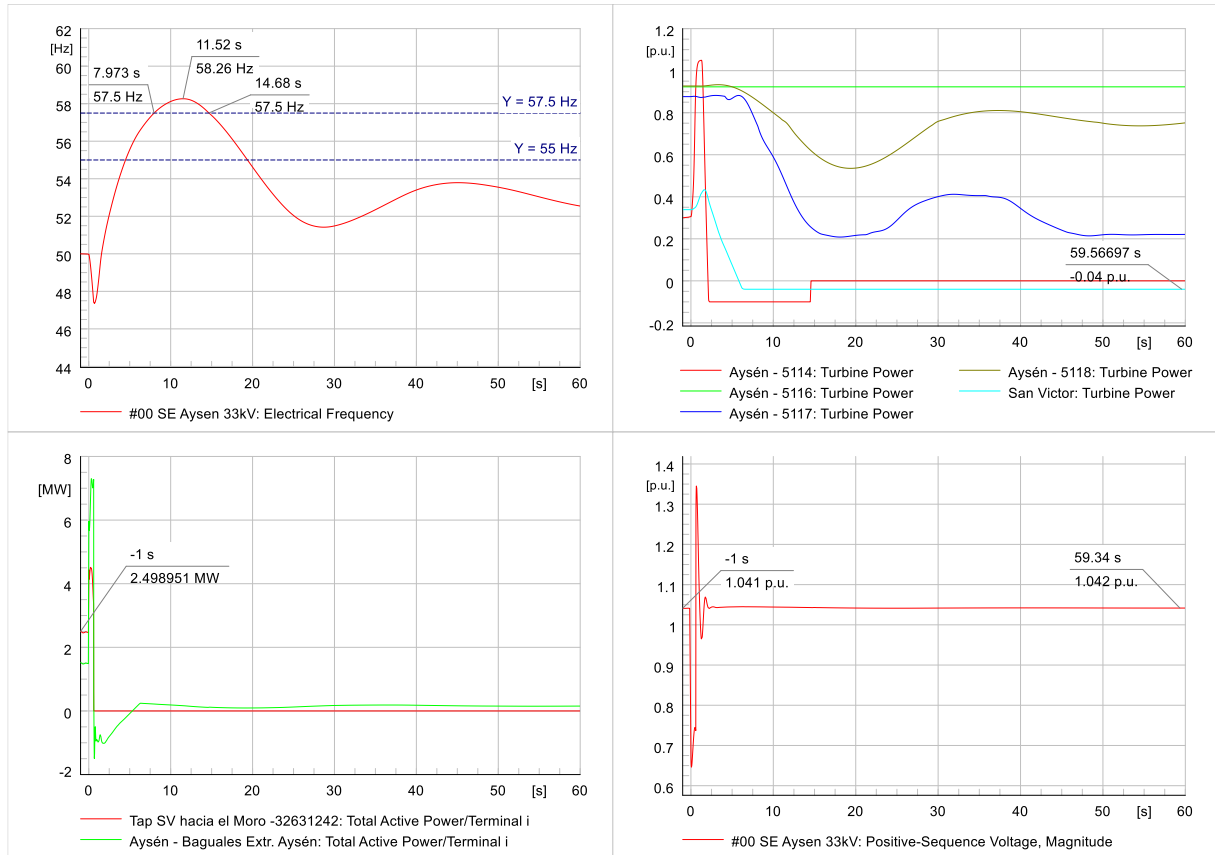 62
[Hz]
60
58
56
54
52
50
48
46
44
0
10
20
30
40
50
[s]
60
7.973 s
57.5 Hz
11.52 s
58.26 Hz
14.68 s
57.5 Hz
Y = 57.5 Hz
Y = 55 Hz
#00 SE Aysen 33kV: Electrical Frequency
1.2
[p.u.]
1
0.8
0.6
0.4
0.2
0
-0.2
0
10
20
30
40
50
[s]
60
59.56697 s
-0.04 p.u.
Aysén - 5114: Turbine Power
Aysén - 5116: Turbine Power
Aysén - 5117: Turbine Power
Aysén - 5118: Turbine Power
San Victor: Turbine Power
8
[MW]
6
4
2
0
-2
0
10
20
30
40
50
[s]
60
-1 s
2.498951 MW
Tap SV hacia el Moro -32631242: Total Active Power/Terminal i
Aysén - Baguales Extr. Aysén: Total Active Power/Terminal i
1.4
[p.u.]
1.3
1.2
1.1
1
0.9
0.8
0.7
0.6
0
10
20
30
40
50
[s]
60
-1 s
1.041 p.u.
59.34 s
1.042 p.u.
#00 SE Aysen 33kV: Positive-Sequence Voltage, Magnitude